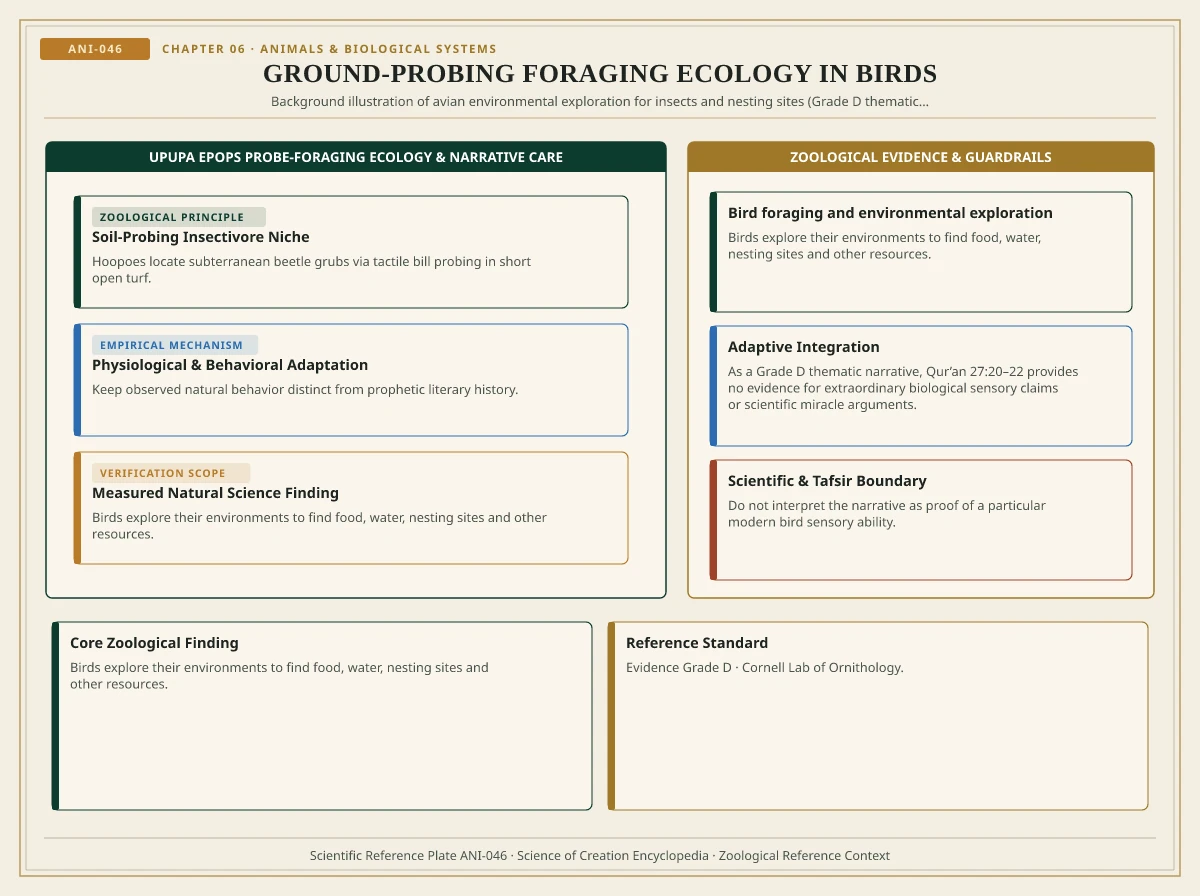 ANI-046
CHAPTER 06 · ANIMALS & BIOLOGICAL SYSTEMS
GROUND-PROBING FORAGING ECOLOGY IN BIRDS
Background illustration of avian environmental exploration for insects and nesting sites (Grade D thematic...
UPUPA EPOPS PROBE-FORAGING ECOLOGY & NARRATIVE CARE
ZOOLOGICAL PRINCIPLE
Soil-Probing Insectivore Niche
Hoopoes locate subterranean beetle grubs via tactile bill probing in short
open turf.
EMPIRICAL MECHANISM
Physiological & Behavioral Adaptation
Keep observed natural behavior distinct from prophetic literary history.
VERIFICATION SCOPE
Measured Natural Science Finding
Birds explore their environments to find food, water, nesting sites and other
resources.
ZOOLOGICAL EVIDENCE & GUARDRAILS
Bird foraging and environmental exploration
Birds explore their environments to find food, water,
nesting sites and other resources.
Adaptive Integration
As a Grade D thematic narrative, Qur’an 27:20–22 provides
no evidence for extraordinary biological sensory claims
or scientific miracle arguments.
Scientific & Tafsir Boundary
Do not interpret the narrative as proof of a particular
modern bird sensory ability.
Core Zoological Finding
Birds explore their environments to find food, water, nesting sites and
other resources.
Reference Standard
Evidence Grade D · Cornell Lab of Ornithology.
Scientific Reference Plate ANI-046 · Science of Creation Encyclopedia · Zoological Reference Context